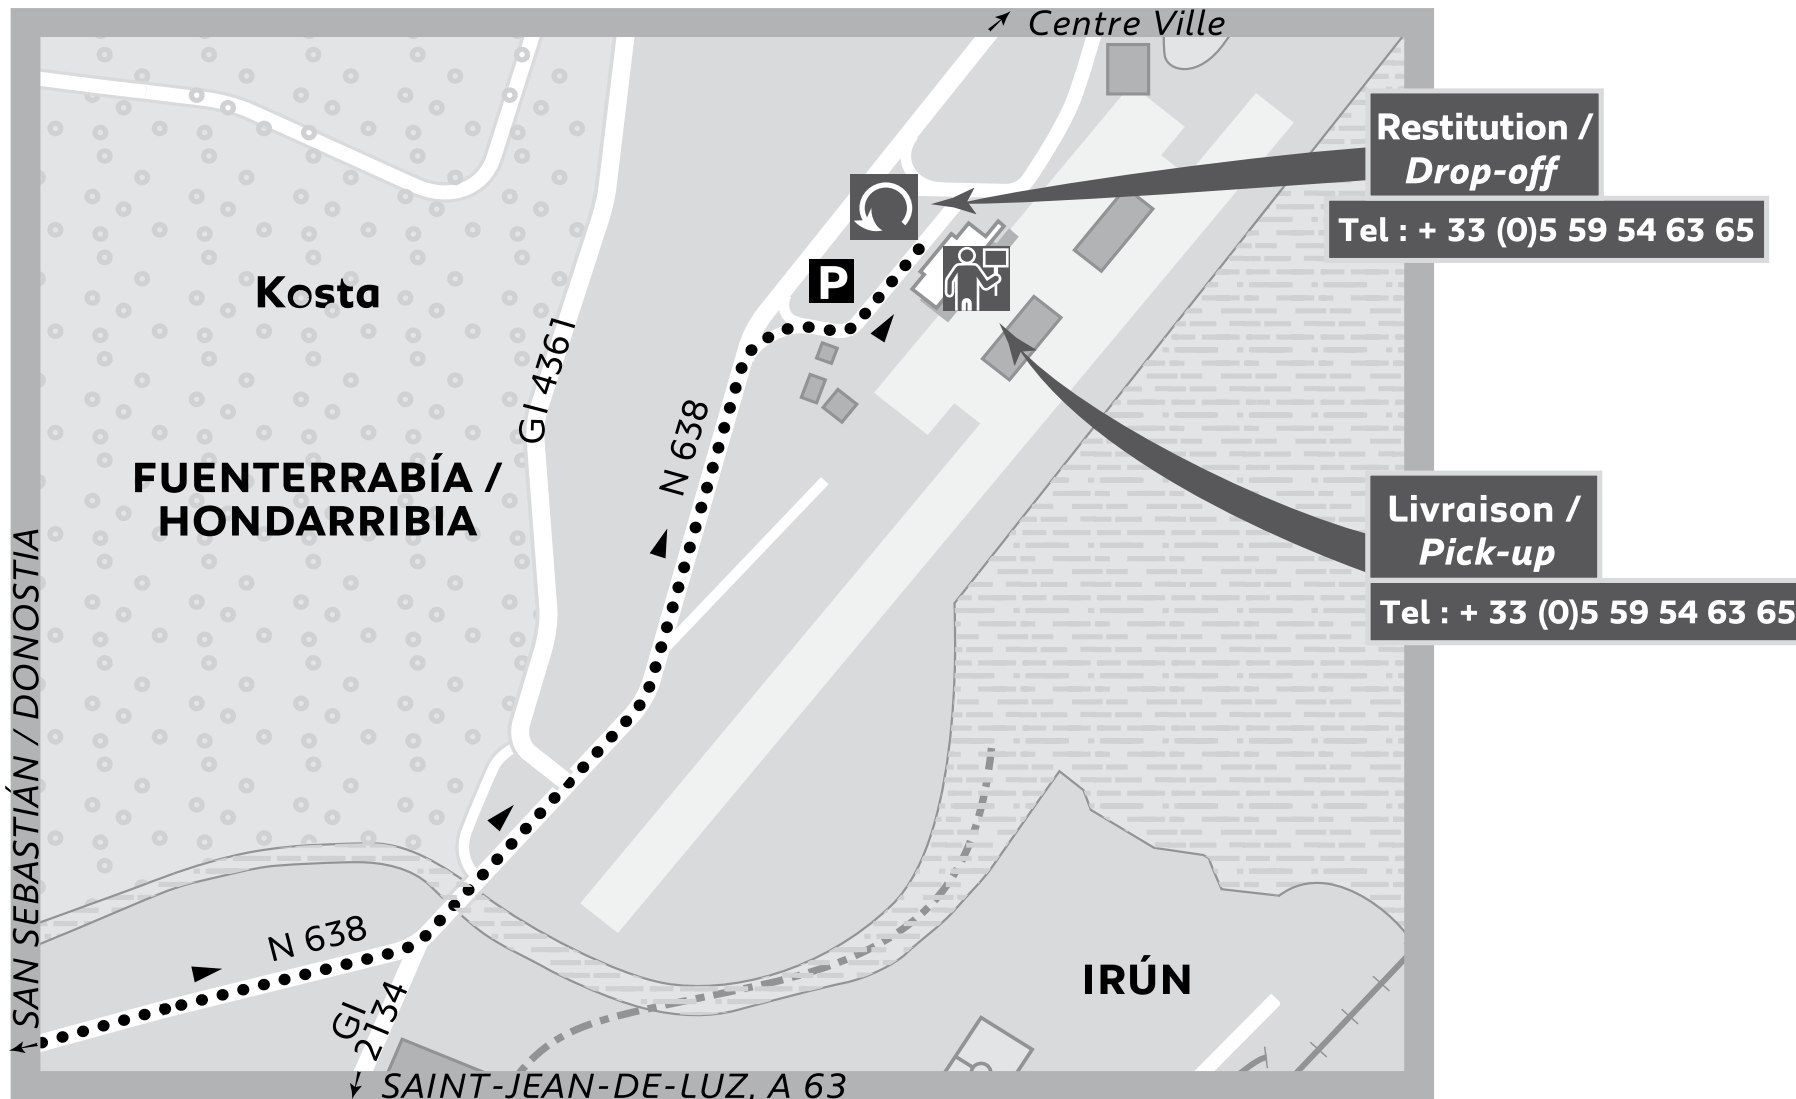 Centre Ville
Restitution /
Drop-off
Tel : + 33 (0)5 59 54 63 65
P
Kosta
GI 4361
N 638
FUENTERRABÍA /
HONDARRIBIA
Livraison /
Pick-up
Tel : + 33 (0)5 59 54 63 65
SAN SEBASTIÁN / DONOSTIA
N 638
IRÚN
GI
2134
SAINT-JEAN-DE-LUZ, A 63